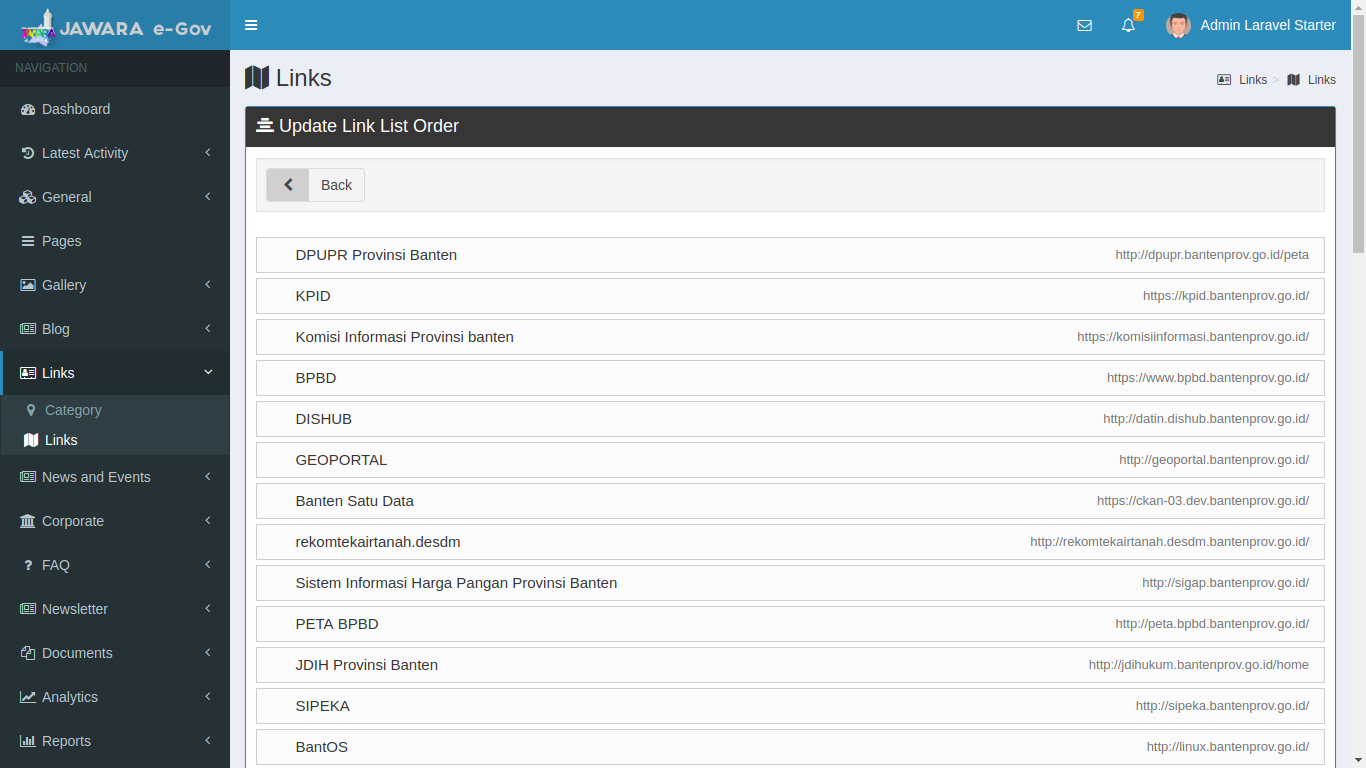 JAWARA e-Gov
7
Admin Laravel Starter
NAVIGATION
Dashboard
Latest Activity
General
Pages
Gallery
Blog
Links
Category
Links
News and Events
Corporate
FAQ
Newsletter
Documents
Analytics
Reports
Links
Links > Links
Update Link List Order
Back
DPUPR Provinsi Banten http://dpupr.bantenprov.go.id/peta
KPID https://kpid.bantenprov.go.id/
Komisi Informasi Provinsi banten https://komisiinformasi.bantenprov.go.id/
BPBD https://www.bpbd.bantenprov.go.id/
DISHUB http://datin.dishub.bantenprov.go.id/
GEOPORTAL http://geoportal.bantenprov.go.id/
Banten Satu Data https://ckan-03.dev.bantenprov.go.id/
rekomtekairtanah.desdm http://rekomtekairtanah.desdm.bantenprov.go.id/
Sistem Informasi Harga Pangan Provinsi Banten http://sigap.bantenprov.go.id/
PETA BPBD http://peta.bpbd.bantenprov.go.id/
JDIH Provinsi Banten http://jdihukum.bantenprov.go.id/home
SIPEKA http://sipeka.bantenprov.go.id/
BantOS http://linux.bantenprov.go.id/